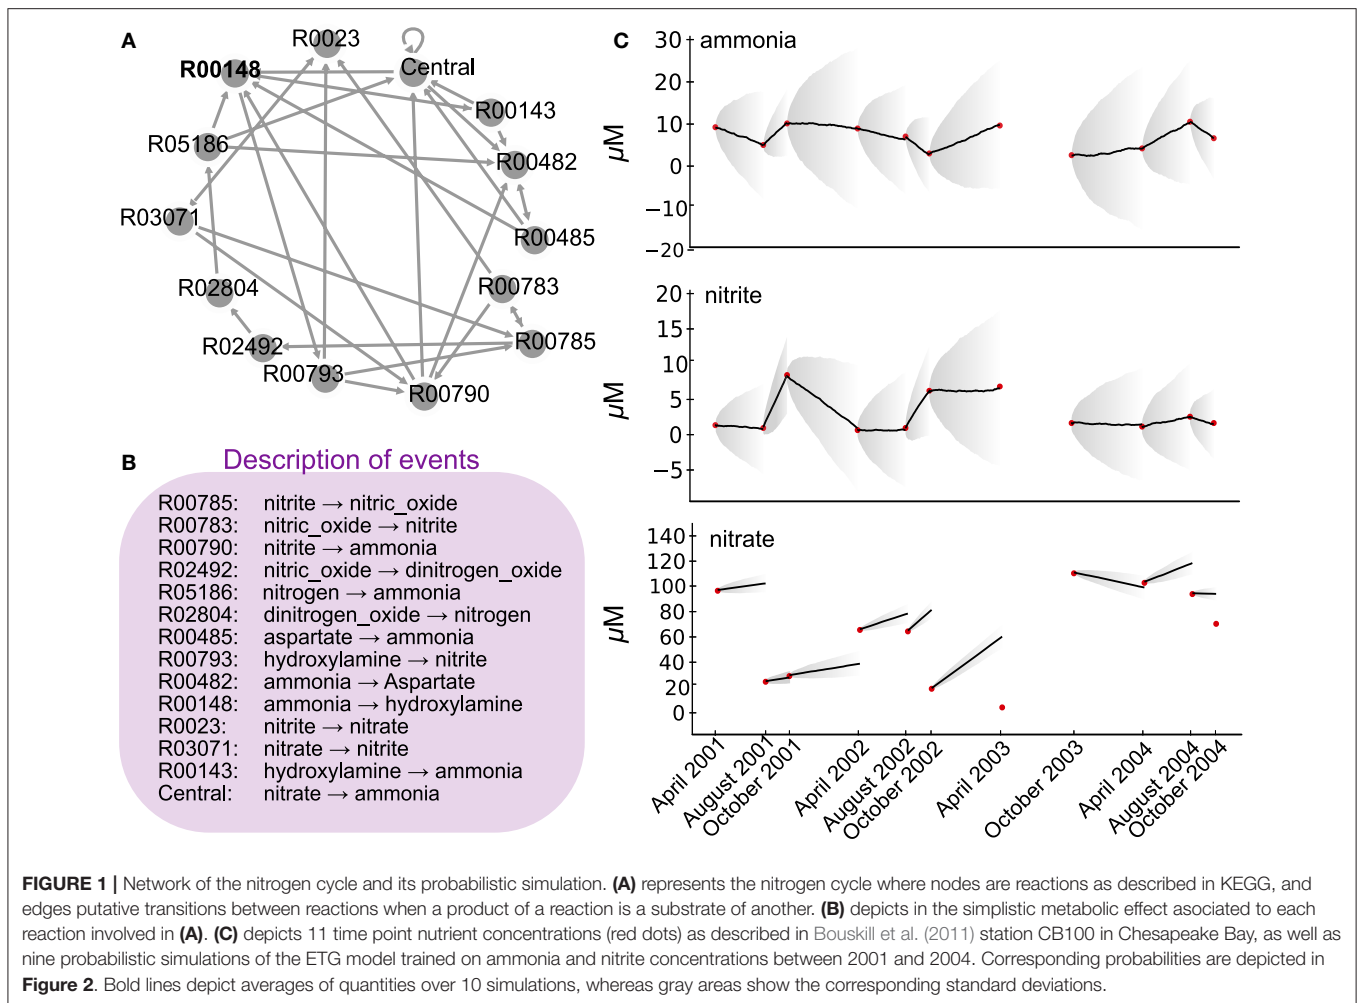 A
R0023
Central
R00148
R00143
R05186
R00482
R03071
R00485
R02804
R00783
R02492
R00785
R00793
R00790
B
Description of events
R00785: nitrite → nitric_oxide
R00783: nitric_oxide → nitrite
R00790: nitrite → ammonia
R02492: nitric_oxide → dinitrogen_oxide
R05186: nitrogen → ammonia
R02804: dinitrogen_oxide → nitrogen
R00485: aspartate → ammonia
R00793: hydroxylamine → nitrite
R00482: ammonia → Aspartate
R00148: ammonia → hydroxylamine
R0023: nitrite → nitrate
R03071: nitrate → nitrite
R00143: hydroxylamine → ammonia
Central: nitrate → ammonia
C
ammonia
µM
30
20
10
0
−10
−20
nitrite
µM
20
15
10
5
0
−5
nitrate
µM
140
120
100
80
60
40
20
0
April 2001
August 2001
October 2001
April 2002
August 2002
October 2002
April 2003
October 2003
April 2004
August 2004
October 2004
FIGURE 1 | Network of the nitrogen cycle and its probabilistic simulation. (A) represents the nitrogen cycle where nodes are reactions as described in KEGG, and
edges putative transitions between reactions when a product of a reaction is a substrate of another. (B) depicts in the simplistic metabolic effect asociated to each
reaction involved in (A). (C) depicts 11 time point nutrient concentrations (red dots) as described in Bouskill et al. (2011) station CB100 in Chesapeake Bay, as well as
nine probabilistic simulations of the ETG model trained on ammonia and nitrite concentrations between 2001 and 2004. Corresponding probabilities are depicted in
Figure 2. Bold lines depict averages of quantities over 10 simulations, whereas gray areas show the corresponding standard deviations.